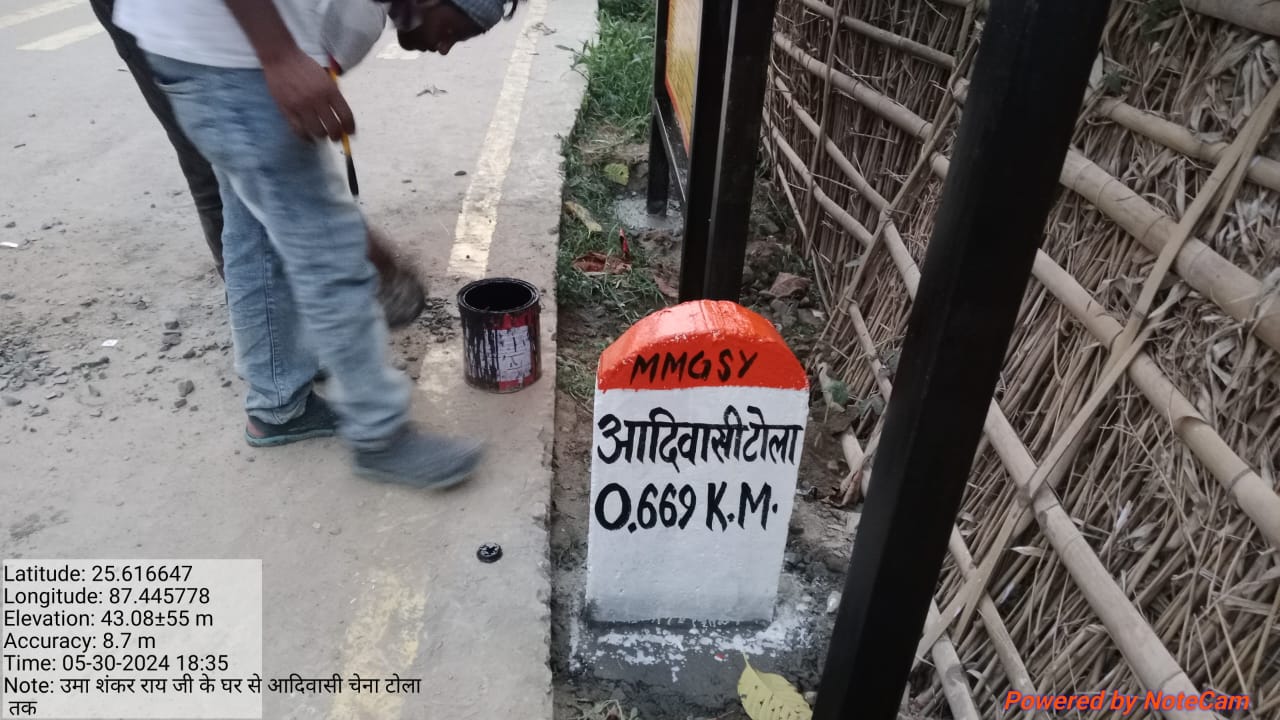 MMGSY
आदिवासी टोला
0.669 K.M.
Latitude: 25.616647
Longitude: 87.445778
Elevation: 43.08±55 m
Accuracy: 8.7 m
Time: 05-30-2024 18:35
Note: उमा शंकर राय जी के घर से आदिवासी चेना टोला
तक
Powered by NoteCam